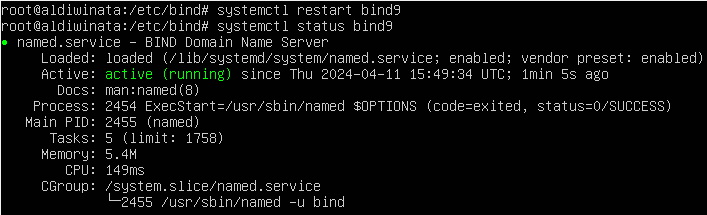 root@aldiwinata:/etc/bind# systemctl restart bind9
root@aldiwinata:/etc/bind# systemctl status bind9
● named.service - BIND Domain Name Server
     Loaded: loaded (/lib/systemd/system/named.service; enabled; vendor preset: enabled)
     Active: active (running) since Thu 2024-04-11 15:49:34 UTC; 1min 5s ago
       Docs: man:named(8)
    Process: 2454 ExecStart=/usr/sbin/named $OPTIONS (code=exited, status=0/SUCCESS)
   Main PID: 2455 (named)
      Tasks: 5 (limit: 1758)
     Memory: 5.4M
        CPU: 149ms
     CGroup: /system.slice/named.service
             └─2455 /usr/sbin/named -u bind